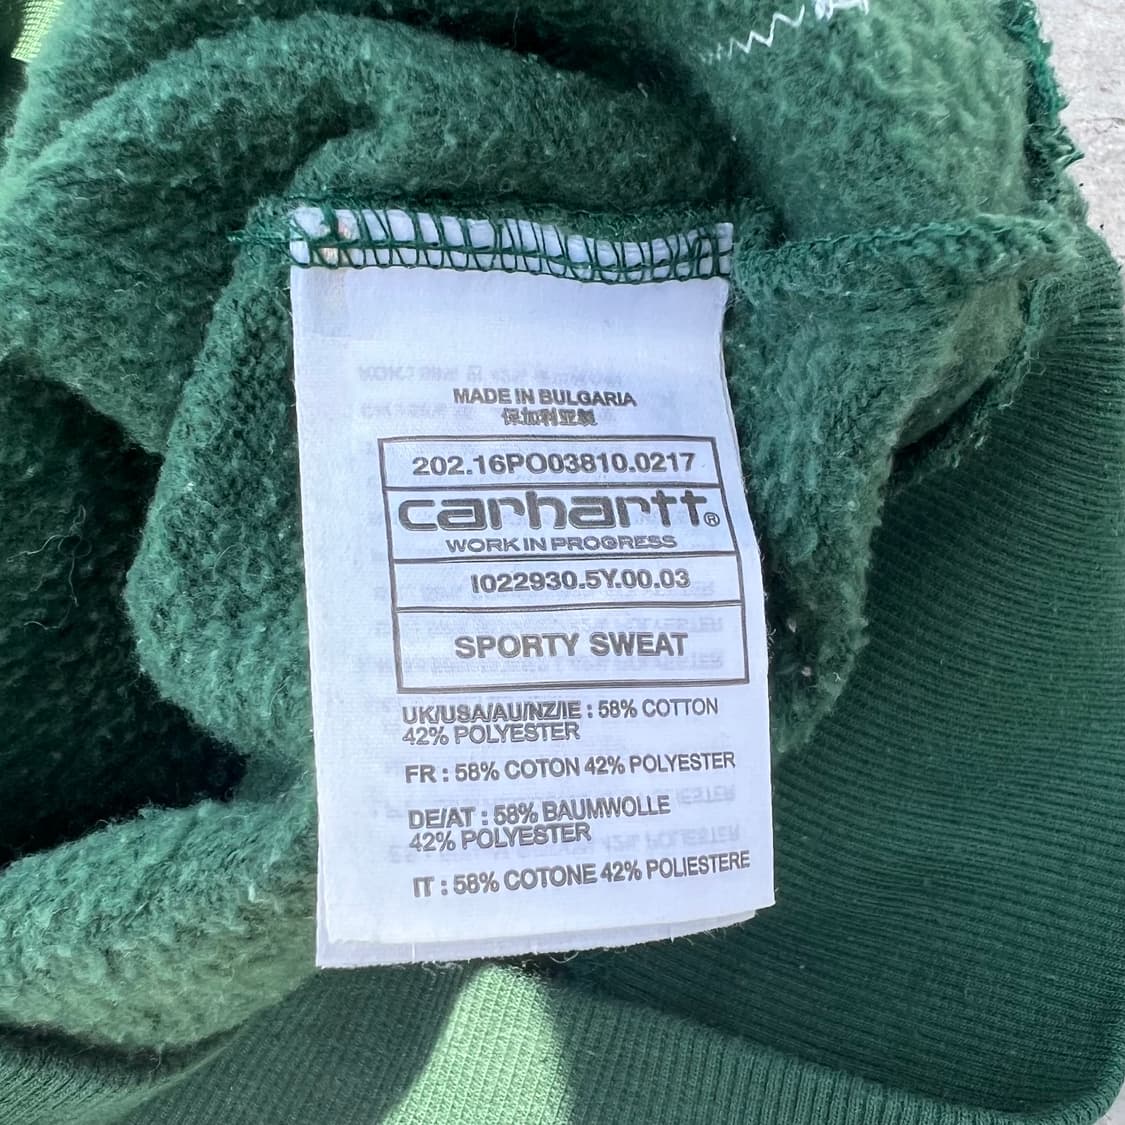 MADE IN BULGARIA
保加利亚製
202.16PO03810.0217
carhartt®
WORK IN PROGRESS
I022930.5Y.00.03
SPORTY SWEAT
UK/USA/AU/NZ/IE : 58% COTTON
42% POLYESTER
FR : 58% COTON 42% POLYESTER
DE/AT : 58% BAUMWOLLE
42% POLYESTER
IT : 58% COTONE 42% POLIESTERE